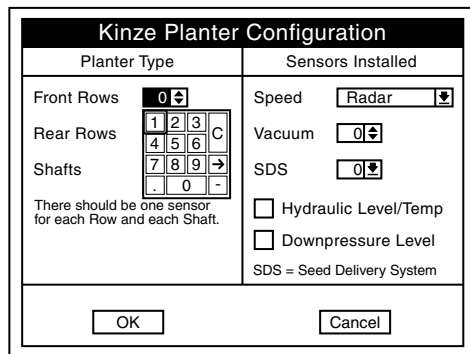 Kinze Planter Configuration
Planter Type
Sensors Installed
Front Rows 0
1 2 3 C
4 5 6
7 8 9 →
. 0 -
Rear Rows
Shafts
There should be one sensor
for each Row and each Shaft.
Speed Radar
Vacuum 0
SDS 0
Hydraulic Level/Temp
Downpressure Level
SDS = Seed Delivery System
OK
Cancel